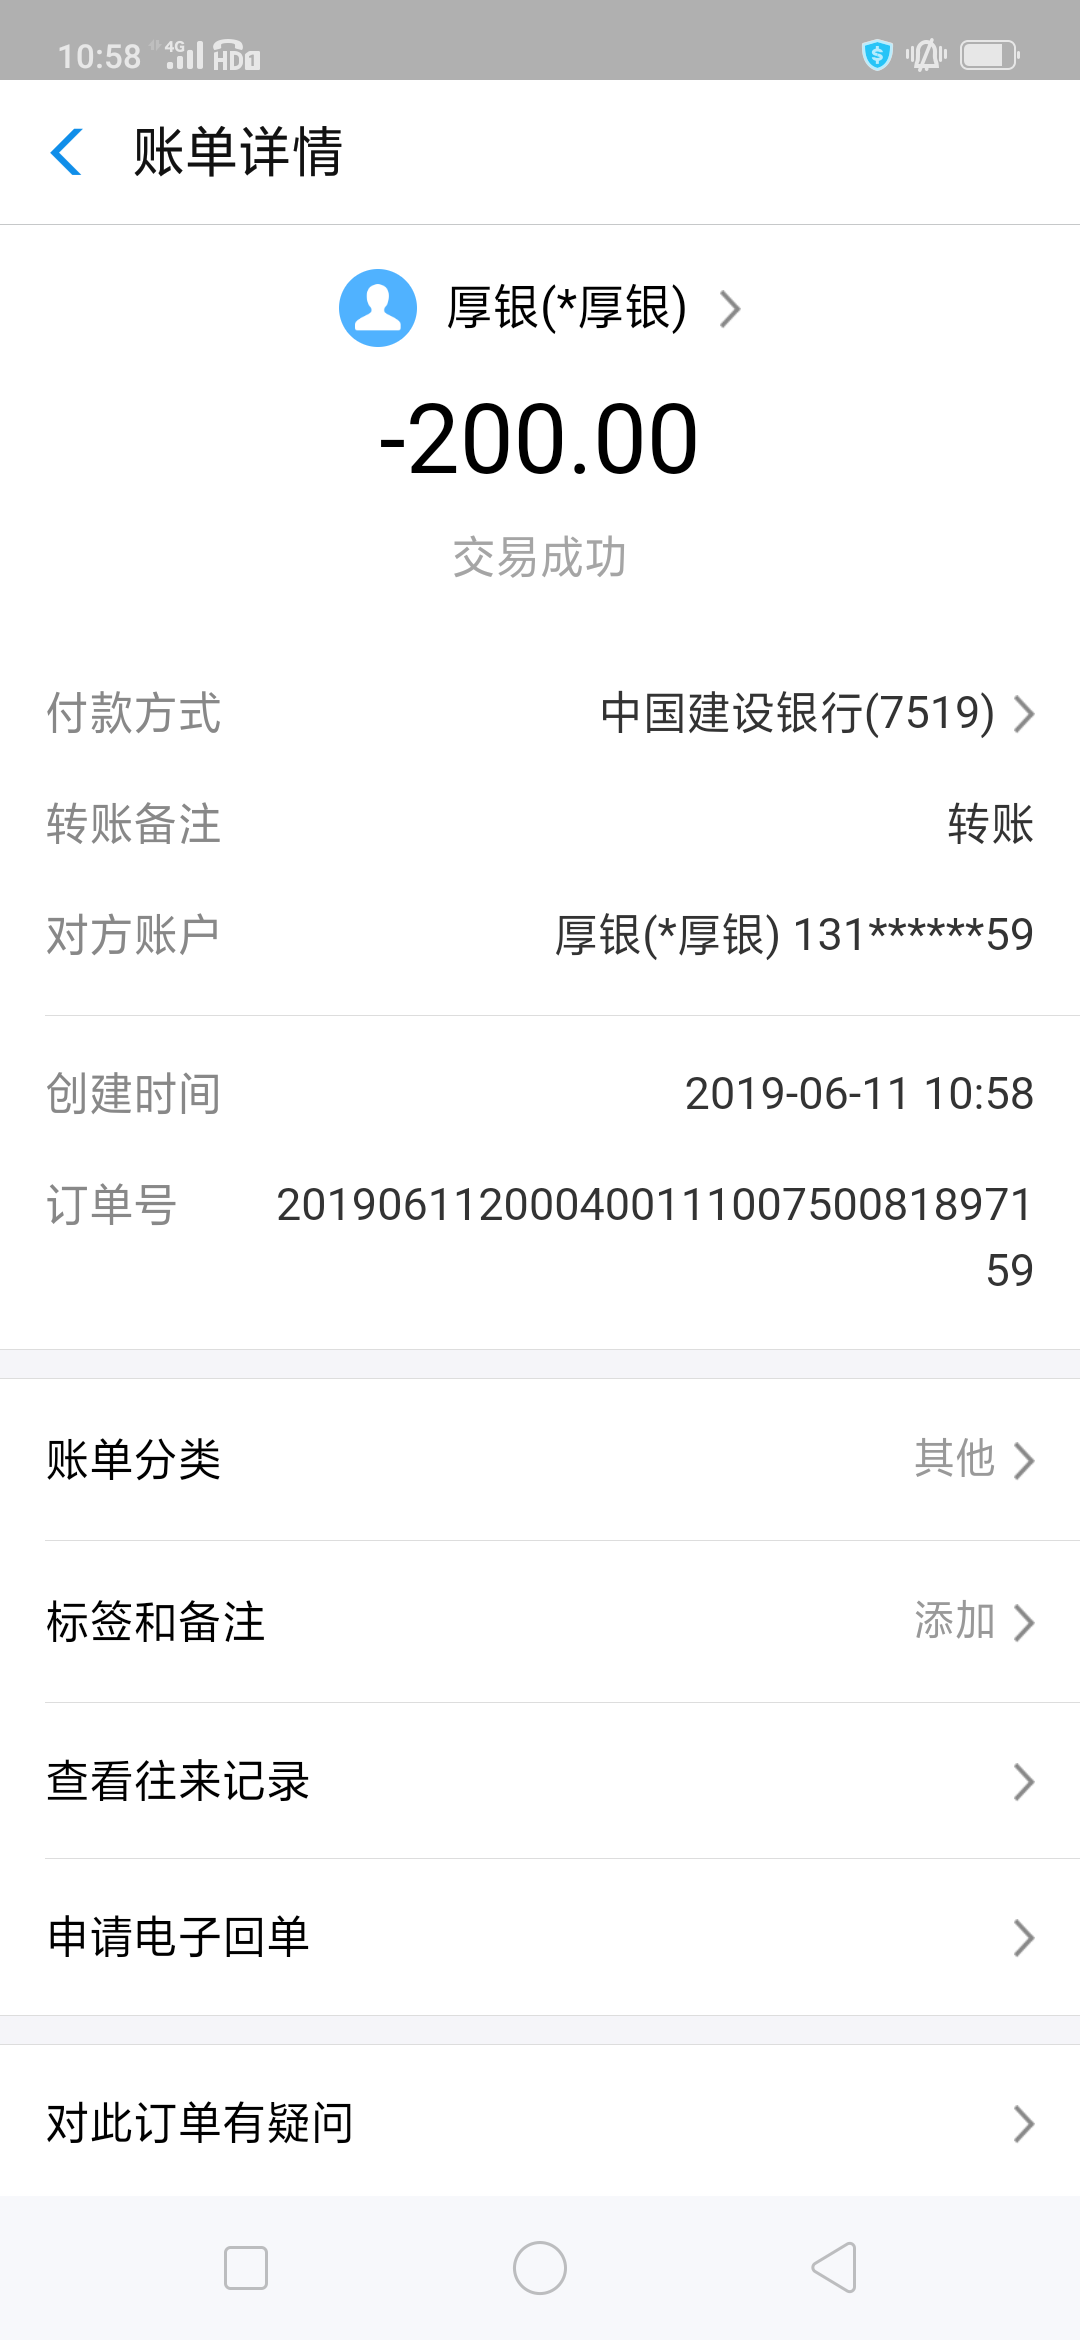 10:58 4G HD1
账单详情
厚银(*厚银)
-200.00
交易成功
付款方式 中国建设银行(7519)
转账备注 转账
对方账户 厚银(*厚银) 131******59
创建时间 2019-06-11 10:58
订单号 201906112000400111007500818971
59
账单分类 其他
标签和备注 添加
查看往来记录
申请电子回单
对此订单有疑问